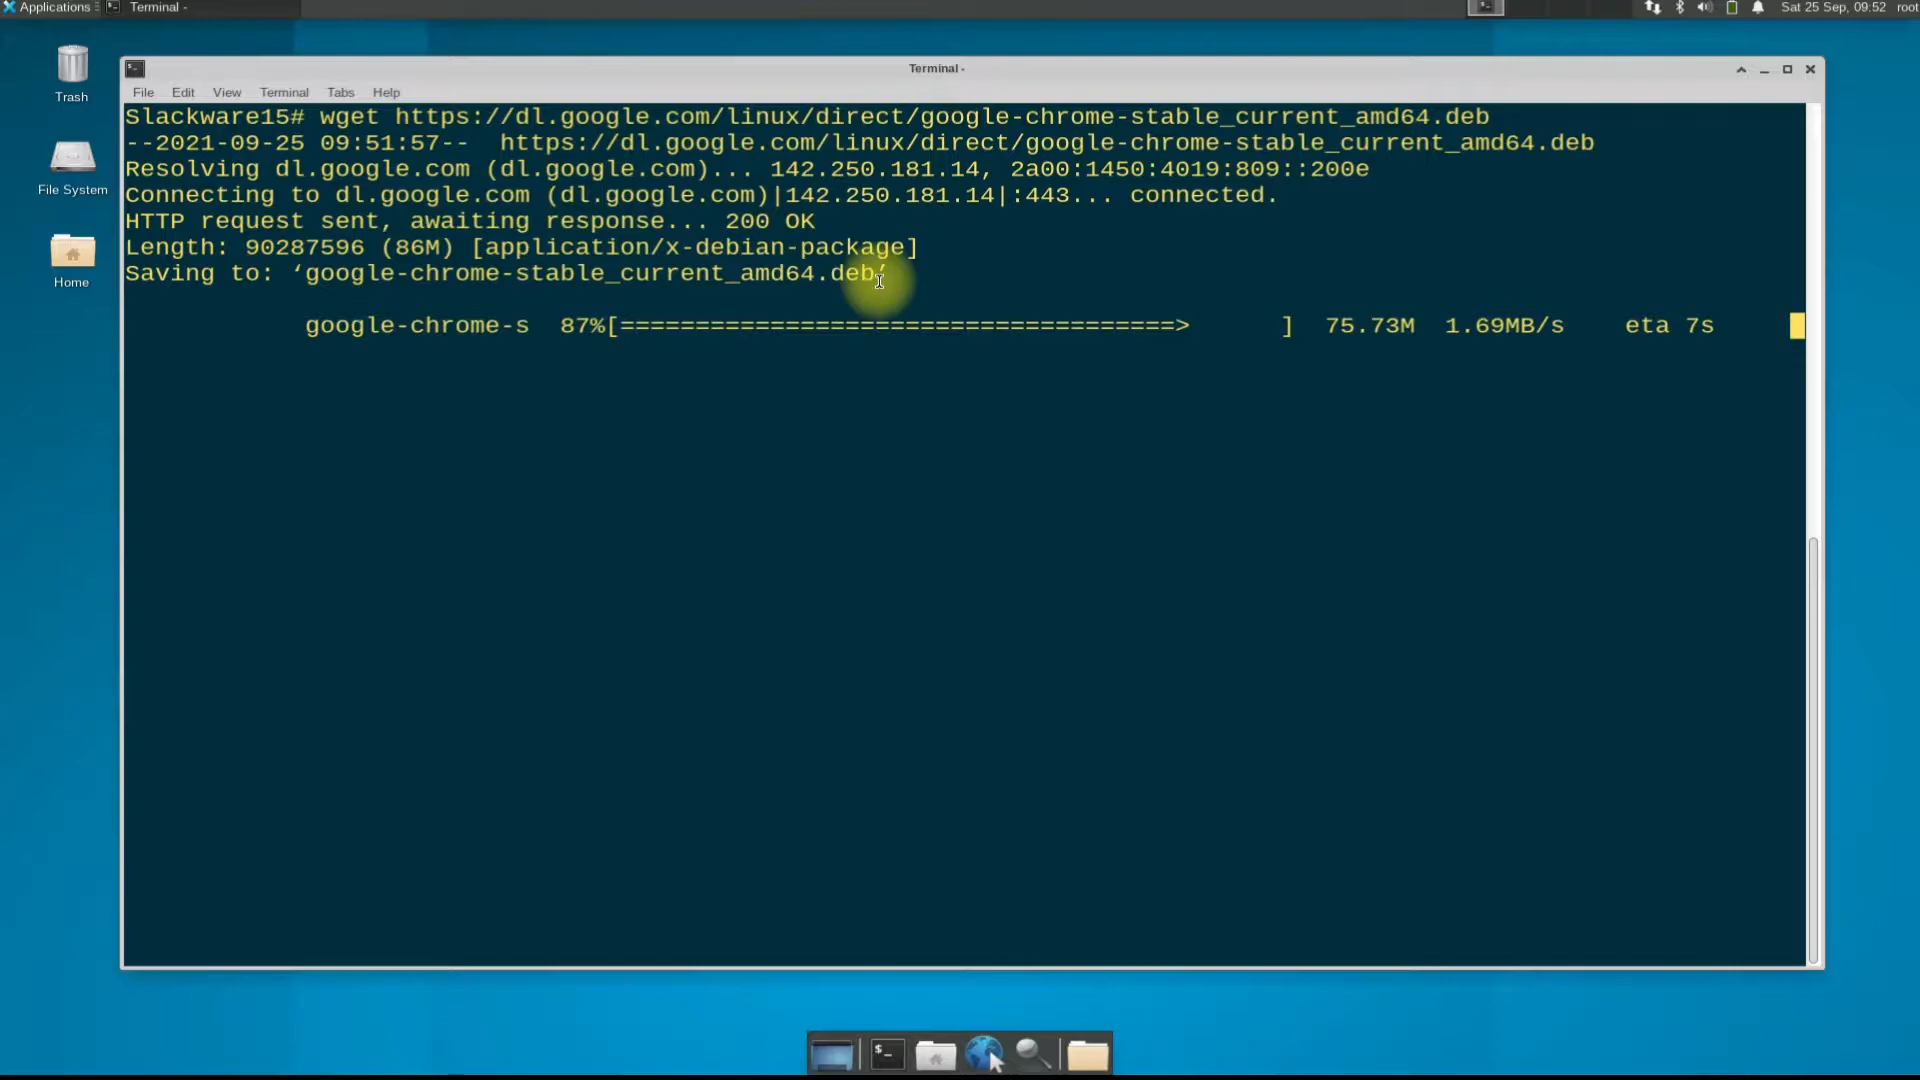 Applications
Terminal -
Sat 25 Sep, 09:52 root
Trash
File System
Home
Terminal -
File Edit View Terminal Tabs Help
Slackware15# wget https://dl.google.com/linux/direct/google-chrome-stable_current_amd64.deb
--2021-09-25 09:51:57--  https://dl.google.com/linux/direct/google-chrome-stable_current_amd64.deb
Resolving dl.google.com (dl.google.com)... 142.250.181.14, 2a00:1450:4019:809::200e
Connecting to dl.google.com (dl.google.com)|142.250.181.14|:443... connected.
HTTP request sent, awaiting response... 200 OK
Length: 90287596 (86M) [application/x-debian-package]
Saving to: ‘google-chrome-stable_current_amd64.deb’
google-chrome-s  87%[=====================================>      ]  75.73M  1.69MB/s    eta 7s